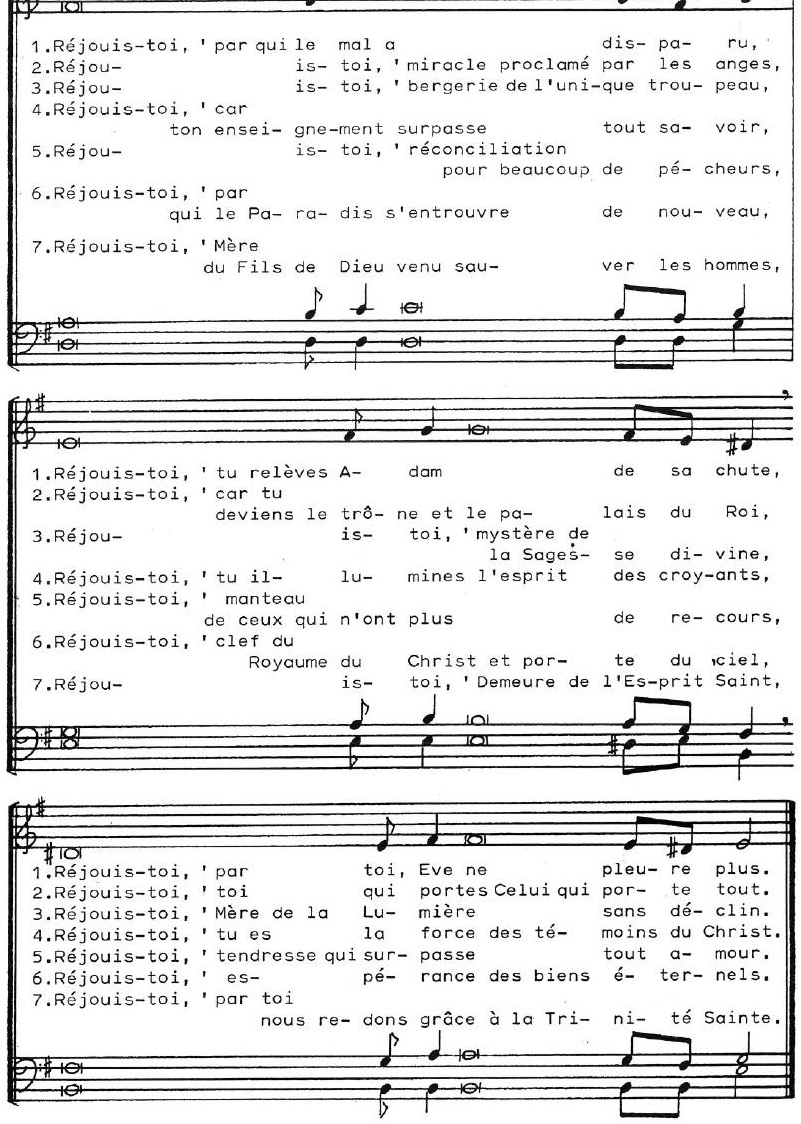 1.Réjouis-toi, ' par qui le mal a dis- pa- ru,
2.Réjou- is- toi, ' miracle proclamé par les anges,
3.Réjou- is- toi, ' bergerie de l'uni-que trou- peau,
4.Réjouis-toi, ' car
ton ensei- gne-ment surpasse tout sa- voir,
5.Réjou- is- toi, ' réconciliation
pour beaucoup de pé- cheurs,
6.Réjouis-toi, ' par
qui le Pa- ra- dis s'entrouvre de nou- veau,
7.Réjouis-toi, ' Mère
du Fils de Dieu venu sau- ver les hommes,
1.Réjouis-toi, ' tu relèves A- dam de sa chute,
2.Réjouis-toi, ' car tu
deviens le trô- ne et le pa- lais du Roi,
3.Réjou- is- toi, ' mystère de
la Sages- se di- vine,
4.Réjouis-toi, ' tu il- lu- mines l'esprit des croy-ants,
5.Réjouis-toi, ' manteau
de ceux qui n'ont plus de re- cours,
6.Réjouis-toi, ' clef du
Royaume du Christ et por- te du ciel,
7.Réjou- is- toi, ' Demeure de l'Es-prit Saint,
1.Réjouis-toi, ' par toi, Eve ne pleu- re plus.
2.Réjouis-toi, ' toi qui portes Celui qui por- te tout.
3.Réjouis-toi, ' Mère de la Lu- mière sans dé- clin.
4.Réjouis-toi, ' tu es la force des té- moins du Christ.
5.Réjouis-toi, ' tendresse qui sur- passe tout a- mour.
6.Réjouis-toi, ' es- pé- rance des biens é- ter- nels.
7.Réjouis-toi, ' par toi
nous re- dons grâce à la Tri- ni- té Sainte.